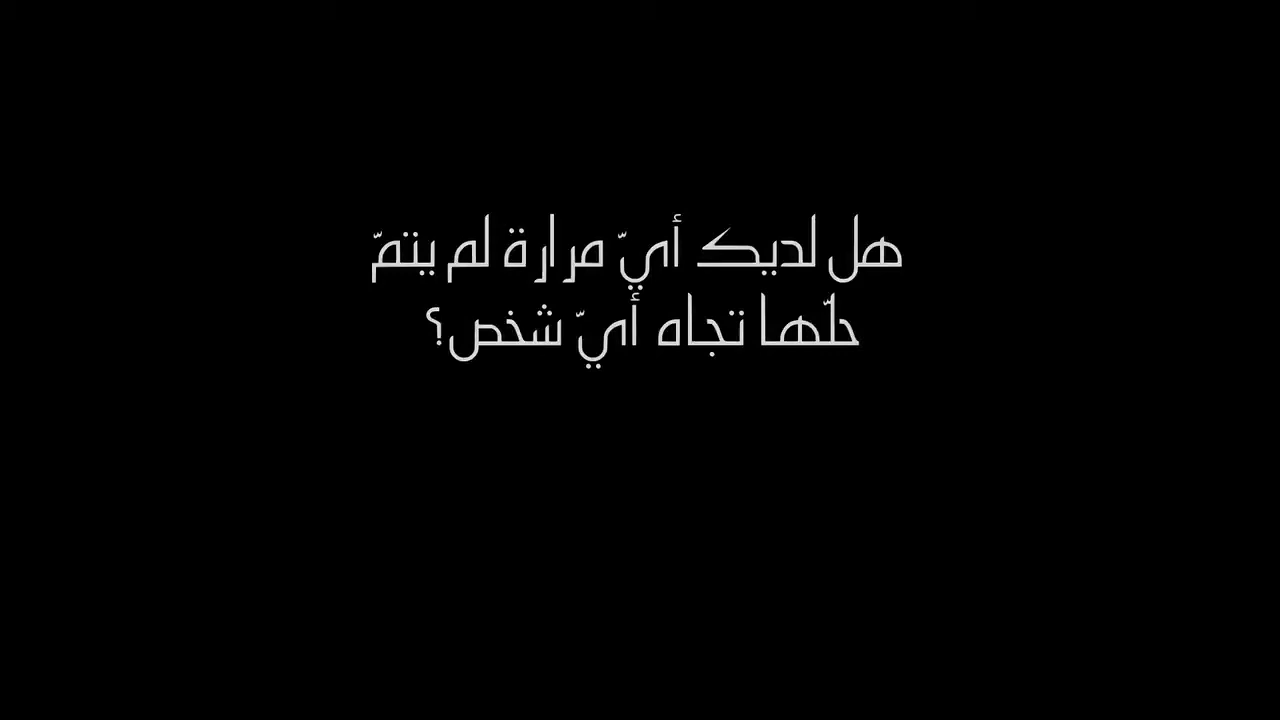 هل لديك أيّ مرارة لم يتمّ
حلّها تجاه أيّ شخص؟